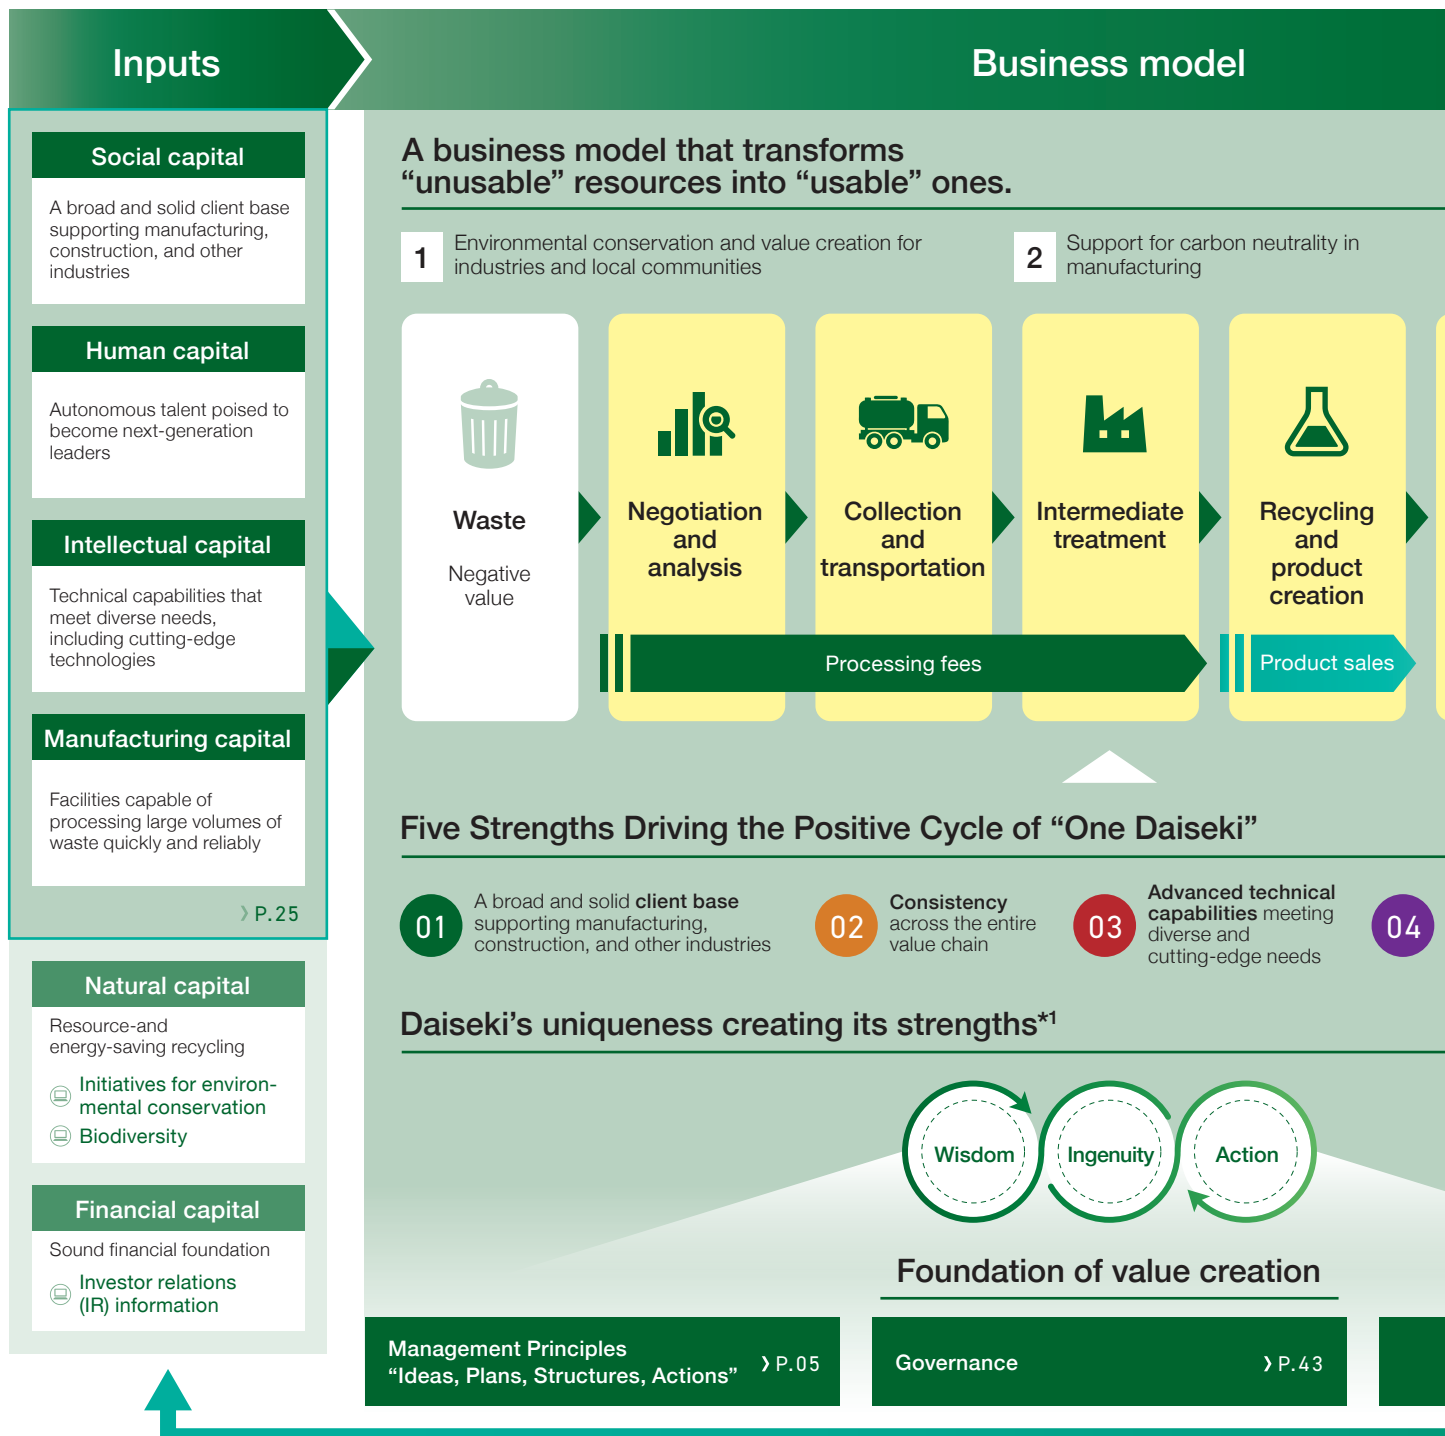 Inputs
Business model
Social capital
A broad and solid client base
supporting manufacturing,
construction, and other
industries
Human capital
Autonomous talent poised to
become next-generation
leaders
Intellectual capital
Technical capabilities that
meet diverse needs,
including cutting-edge
technologies
Manufacturing capital
Facilities capable of
processing large volumes of
waste quickly and reliably
❯ P.25
Natural capital
Resource-and
energy-saving recycling
Initiatives for environ-
mental conservation
Biodiversity
Financial capital
Sound financial foundation
Investor relations
(IR) information
A business model that transforms
“unusable” resources into “usable” ones.
1
Environmental conservation and value creation for
industries and local communities
2
Support for carbon neutrality in
manufacturing
Waste
Negative
value
Negotiation
and
analysis
Collection
and
transportation
Intermediate
treatment
Recycling
and
product
creation
Processing fees
Product sales
Five Strengths Driving the Positive Cycle of “One Daiseki”
01
A broad and solid client base
supporting manufacturing,
construction, and other industries
02
Consistency
across the entire
value chain
03
Advanced technical
capabilities meeting
diverse and
cutting-edge needs
04
Daiseki’s uniqueness creating its strengths*1
Wisdom
Ingenuity
Action
Foundation of value creation
Management Principles
“Ideas, Plans, Structures, Actions”
❯ P.05
Governance
❯ P.43